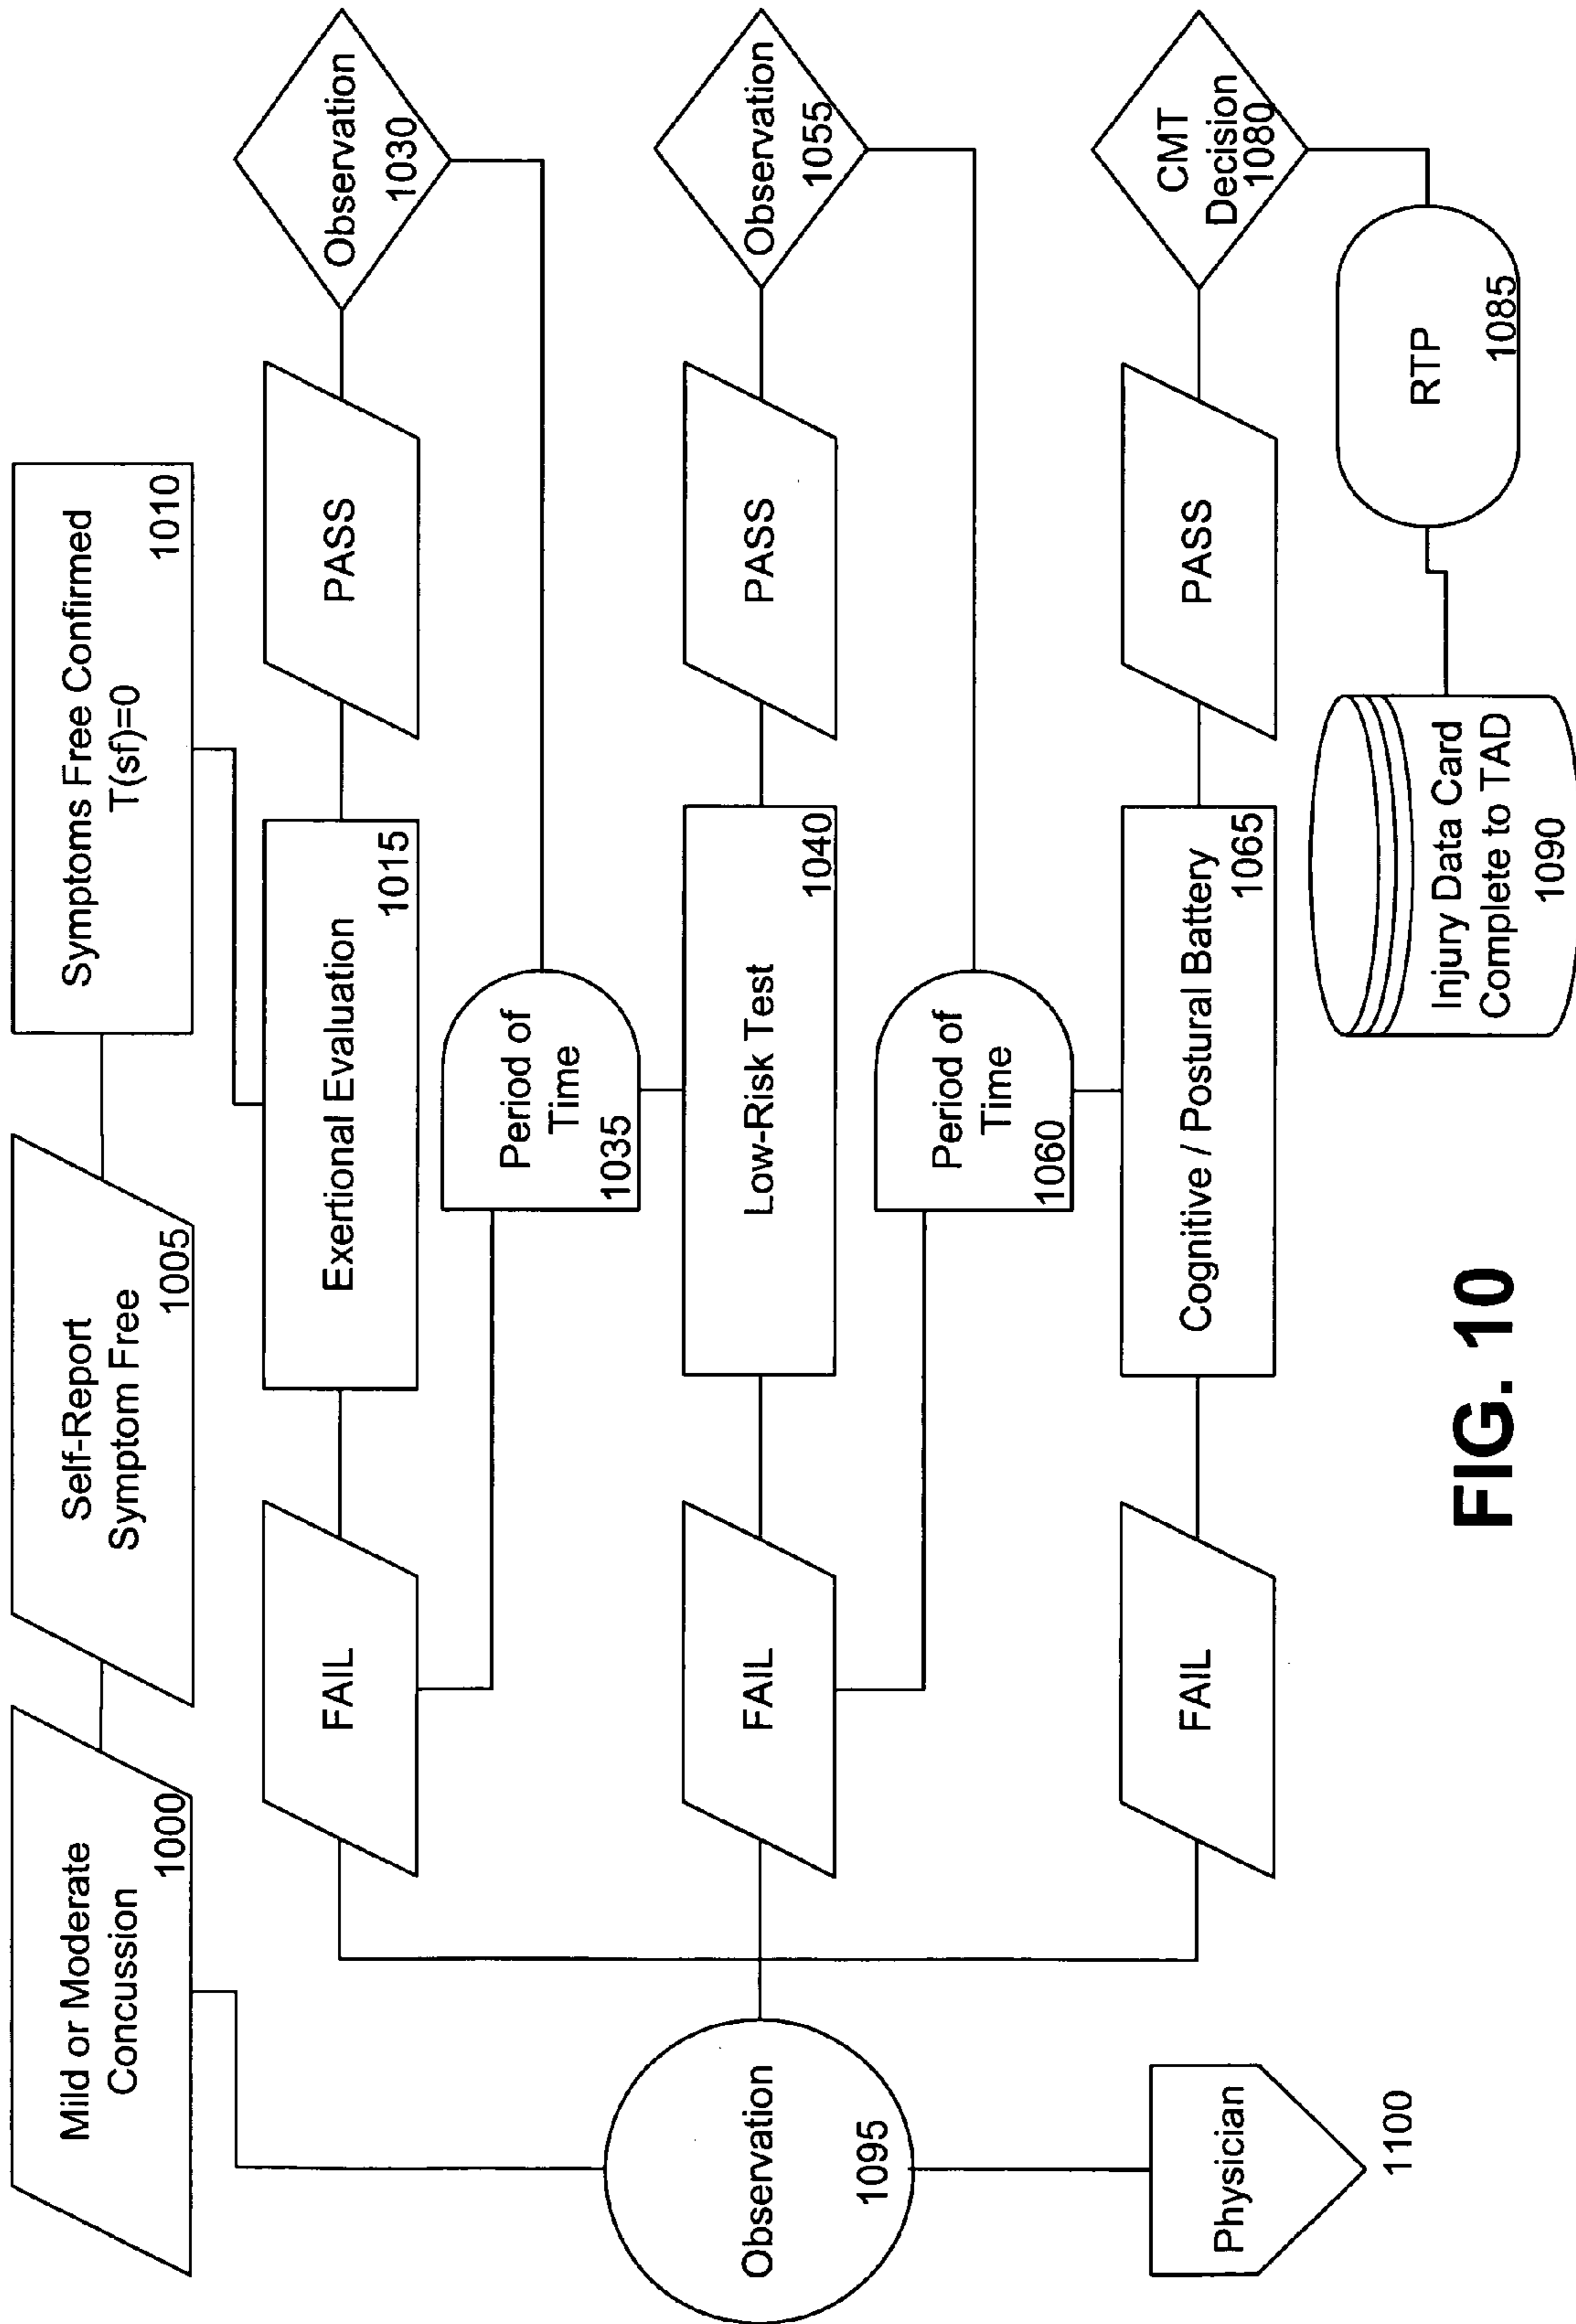 Mild or Moderate
Concussion
1000
Self-Report
Symptom Free
1005
Symptoms Free Confirmed
T(sf)=0
1010
FAIL
Exertional Evaluation
1015
PASS
Observation
1030
Period of
Time
1035
FAIL
Low-Risk Test
1040
PASS
Observation
1055
Period of
Time
1060
FAIL
Cognitive / Postural Battery
1065
PASS
CMT
Decision
1080
RTP
1085
Injury Data Card
Complete to TAD
1090
Observation
1095
Physician
1100
FIG. 10